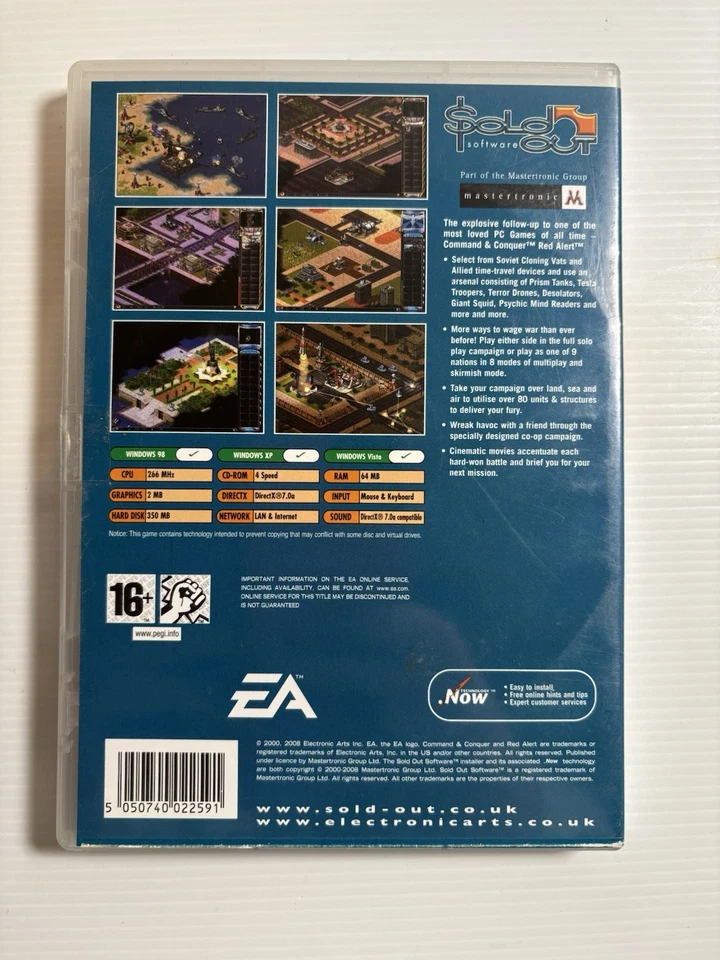 SOLD
software OUT
Part of the Mastertronic Group
mastertronic M
The explosive follow-up to one of the
most loved PC Games of all time –
Command & Conquer™ Red Alert™
• Select from Soviet Cloning Vats and
Allied time-travel devices and use an
arsenal consisting of Prism Tanks, Tesla
Troopers, Terror Drones, Desolators,
Giant Squid, Psychic Mind Readers and
more and more.
• More ways to wage war than ever
before! Play either side in the full solo
play campaign or play as one of 9
nations in 8 modes of multiplay and
skirmish mode.
• Take your campaign over land, sea and
air to utilise over 80 units & structures
to deliver your fury.
• Wreak havoc with a friend through the
specially designed co-op campaign.
• Cinematic movies accentuate each
hard-won battle and brief you for your
next mission.
WINDOWS 98 ✓ WINDOWS XP ✓ WINDOWS Vista ✓
CPU 266 MHz CD-ROM 4 Speed RAM 64 MB
GRAPHICS 2 MB DIRECTX DirectX®7.0a INPUT Mouse & Keyboard
HARD DISK 350 MB NETWORK LAN & Internet SOUND DirectX® 7.0a compatible
Notice: This game contains technology intended to prevent copying that may conflict with some disc and virtual drives.
16+
TM
www.pegi.info
IMPORTANT INFORMATION ON THE EA ONLINE SERVICE,
INCLUDING AVAILABILITY, CAN BE FOUND AT www.ea.com.
ONLINE SERVICE FOR THIS TITLE MAY BE DISCONTINUED AND
IS NOT GUARANTEED
EA™
.Now TECHNOLOGY™
• Easy to install
• Free online hints and tips
• Expert customer services
© 2000, 2008 Electronic Arts Inc. EA, the EA logo, Command & Conquer and Red Alert are trademarks or
registered trademarks of Electronic Arts, Inc. in the US and/or other countries. All rights reserved. Published
under licence by Mastertronic Group Ltd. The Sold Out Software™ installer and its associated .Now technology
are both copyright © 2000-2008 Mastertronic Group Ltd. Sold Out Software™ is a registered trademark of
Mastertronic Group Ltd. All rights reserved. All other trademarks are the properties of their respective owners.
5 050740 022591
www.sold-out.co.uk
www.electronicarts.co.uk